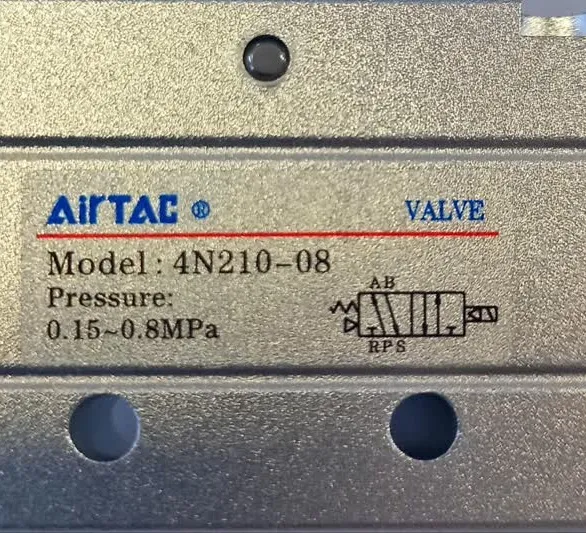 AirTAC ® VALVE
Model: 4N210-08
Pressure:
0.15~0.8MPa
AB
RPS